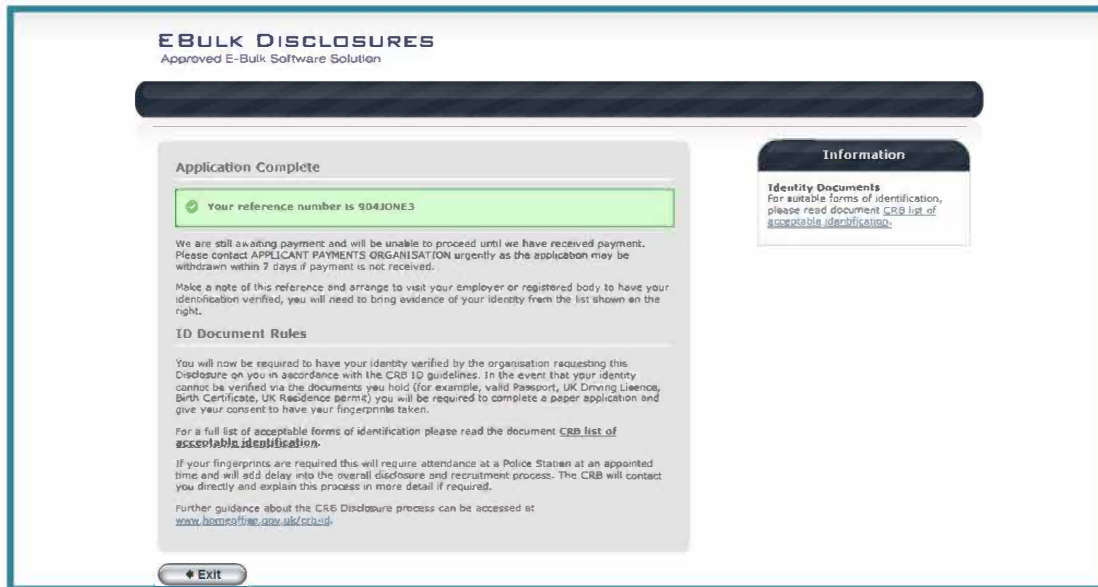 EBULK DISCLOSURES
Approved E-Bulk Software Solution
Application Complete
Your reference number is 904JONE3
We are still awaiting payment and will be unable to proceed until we have received payment.
Please contact APPLICANT PAYMENTS ORGANISATION urgently as the application may be
withdrawn within 7 days if payment is not received.
Make a note of this reference and arrange to visit your employer or registered body to have your
identification verified, you will need to bring evidence of your identity from the list shown on the
right.
ID Document Rules
You will now be required to have your identity verified by the organisation requesting this
Disclosure on you in accordance with the CRB ID guidelines. In the event that your identity
cannot be verified via the documents you hold (for example, valid Passport, UK Driving Lisence,
Birth Certificate, UK Residence permit) you will be required to complete a paper application and
give your consent to have your fingerprints taken.
For a full list of acceptable forms of identification please read the document CRB list of
acceptable identification.
If your fingerprints are required this will require attendance at a Police Station at an appointed
time and will add delay into the overall disclosure and recruitment process. The CRB will contact
you directly and explain this process in more detail if required.
Further guidance about the CRB Disclosure process can be accessed at
www.homeoffice.gov.uk/crb-id.
Exit
Information
Identity Documents
For suitable forms of identification,
please read document CRB list of
acceptable identification.